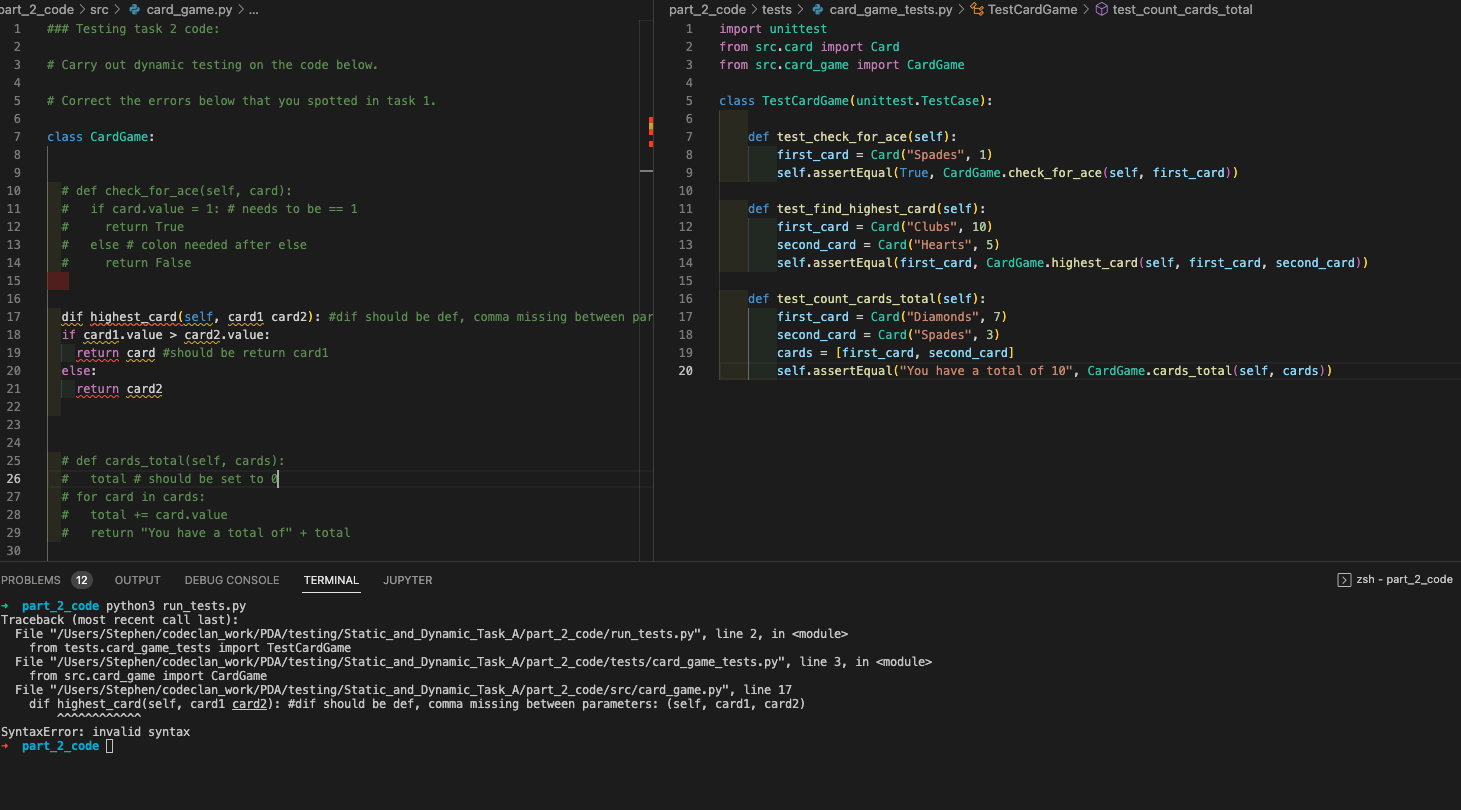 part_2_code > src > card_game.py > ...
1 ### Testing task 2 code:
2
3 # Carry out dynamic testing on the code below.
4
5 # Correct the errors below that you spotted in task 1.
6
7 class CardGame:
8
9
10 # def check_for_ace(self, card):
11 #   if card.value = 1: # needs to be == 1
12 #     return True
13 #   else # colon needed after else
14 #     return False
15
16
17 dif highest_card(self, card1 card2): #dif should be def, comma missing between par
18 if card1.value > card2.value:
19   return card #should be return card1
20 else:
21   return card2
22
23
24
25 # def cards_total(self, cards):
26 #   total # should be set to 0
27 # for card in cards:
28 #   total += card.value
29 #   return "You have a total of" + total
30
part_2_code > tests > card_game_tests.py > TestCardGame > test_count_cards_total
1 import unittest
2 from src.card import Card
3 from src.card_game import CardGame
4
5 class TestCardGame(unittest.TestCase):
6
7     def test_check_for_ace(self):
8         first_card = Card("Spades", 1)
9         self.assertEqual(True, CardGame.check_for_ace(self, first_card))
10
11     def test_find_highest_card(self):
12         first_card = Card("Clubs", 10)
13         second_card = Card("Hearts", 5)
14         self.assertEqual(first_card, CardGame.highest_card(self, first_card, second_card))
15
16     def test_count_cards_total(self):
17         first_card = Card("Diamonds", 7)
18         second_card = Card("Spades", 3)
19         cards = [first_card, second_card]
20         self.assertEqual("You have a total of 10", CardGame.cards_total(self, cards))
PROBLEMS 12 OUTPUT DEBUG CONSOLE TERMINAL JUPYTER
zsh - part_2_code
→ part_2_code python3 run_tests.py
Traceback (most recent call last):
  File "/Users/Stephen/codeclan_work/PDA/testing/Static_and_Dynamic_Task_A/part_2_code/run_tests.py", line 2, in <module>
    from tests.card_game_tests import TestCardGame
  File "/Users/Stephen/codeclan_work/PDA/testing/Static_and_Dynamic_Task_A/part_2_code/tests/card_game_tests.py", line 3, in <module>
    from src.card_game import CardGame
  File "/Users/Stephen/codeclan_work/PDA/testing/Static_and_Dynamic_Task_A/part_2_code/src/card_game.py", line 17
    dif highest_card(self, card1 card2): #dif should be def, comma missing between parameters: (self, card1, card2)
        ^^^^^^^^^^^^
SyntaxError: invalid syntax
→ part_2_code